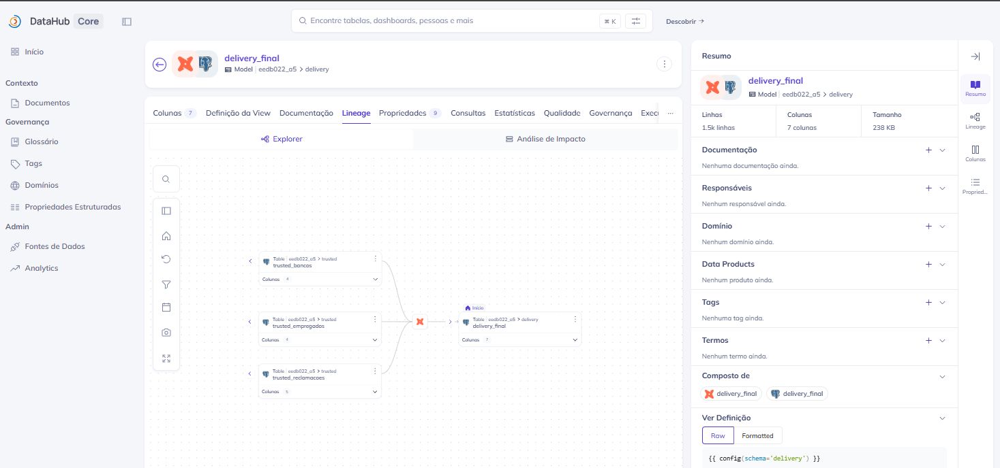 DataHub Core
Encontre tabelas, dashboards, pessoas e mais
⌘ K
Descobrir →
Início
Contexto
Documentos
Governança
Glossário
Tags
Domínios
Propriedades Estruturadas
Admin
Fontes de Dados
Analytics
delivery_final
Model | eedb022_a5 > delivery
Colunas 7 Definição da View Documentação Lineage Propriedades 9 Consultas Estatísticas Qualidade Governança Execu ...
Explorer
Análise de Impacto
Table | eedb022_a5 > trusted
trusted_bancos
Colunas 4
Table | eedb022_a5 > trusted
trusted_empregados
Colunas 4
Table | eedb022_a5 > trusted
trusted_reclamacoes
Colunas 5
Início
Table | eedb022_a5 > delivery
delivery_final
Colunas 7
Resumo
delivery_final
Model | eedb022_a5 > delivery
Linhas Colunas Tamanho
1.5k linhas 7 colunas 238 KB
Documentação
Nenhuma documentação ainda.
Responsáveis
Nenhum responsável ainda.
Domínio
Nenhum domínio ainda.
Data Products
Nenhum produto ainda.
Tags
Nenhuma tag ainda.
Termos
Nenhum termo ainda.
Composto de
delivery_final delivery_final
Ver Definição
Raw Formatted
{{ config(schema='delivery') }}
Resumo
Lineage
Colunas
Propried...